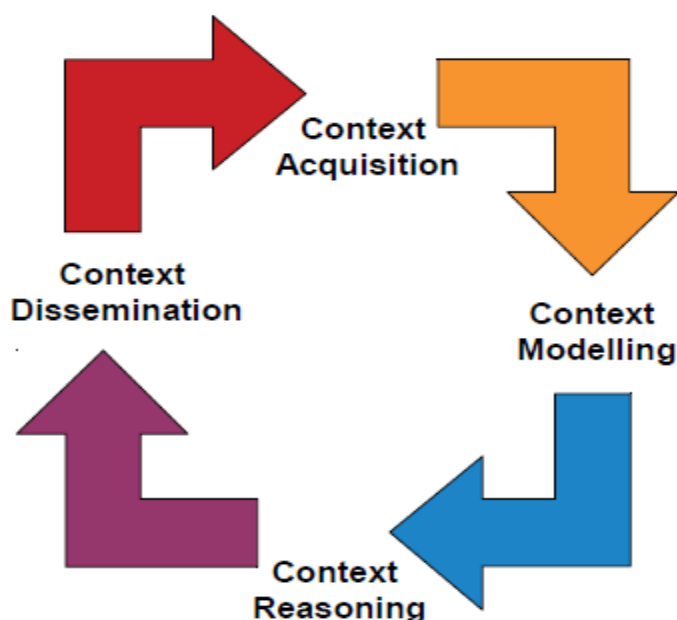 Context
Acquisition
Context
Dissemination
Context
Modelling
Context
Reasoning